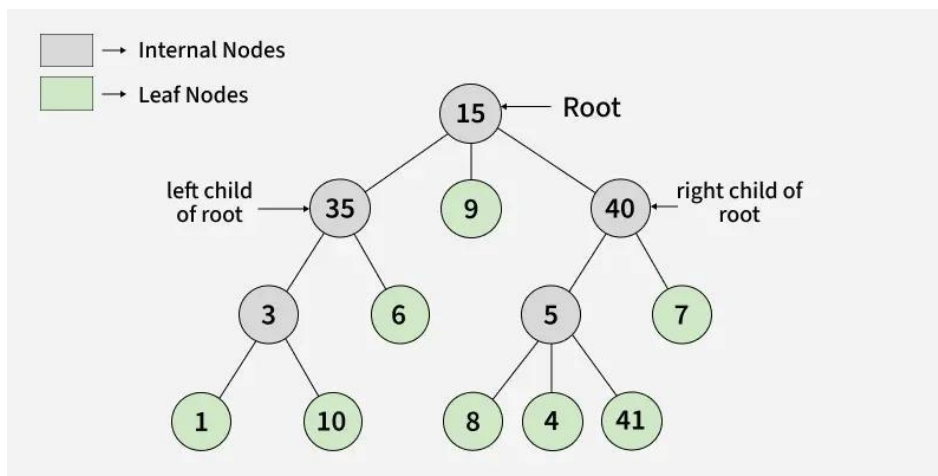 Internal Nodes
Leaf Nodes
15
Root
left child
of root
35
9
40
right child of
root
3
6
5
7
1
10
8
4
41